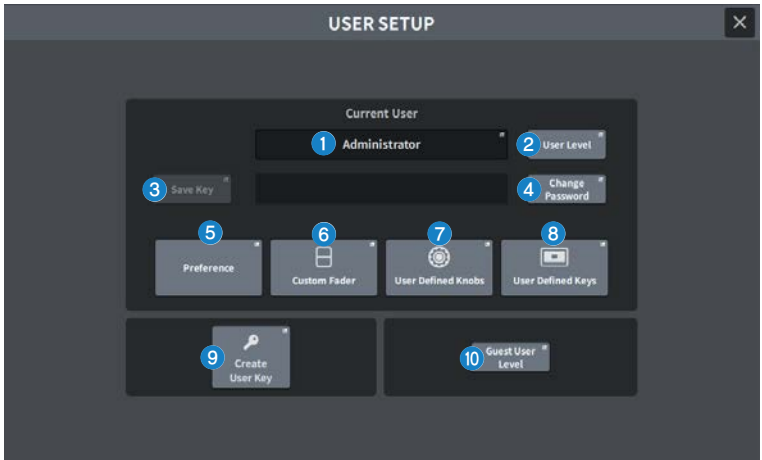 USER SETUP
Current User
1 Administrator
2 User Level
3 Save Key
4 Change
Password
5
Preference
6
Custom Fader
7
User Defined Knobs
8
User Defined Keys
9 Create
User Key
10 Guest User
Level